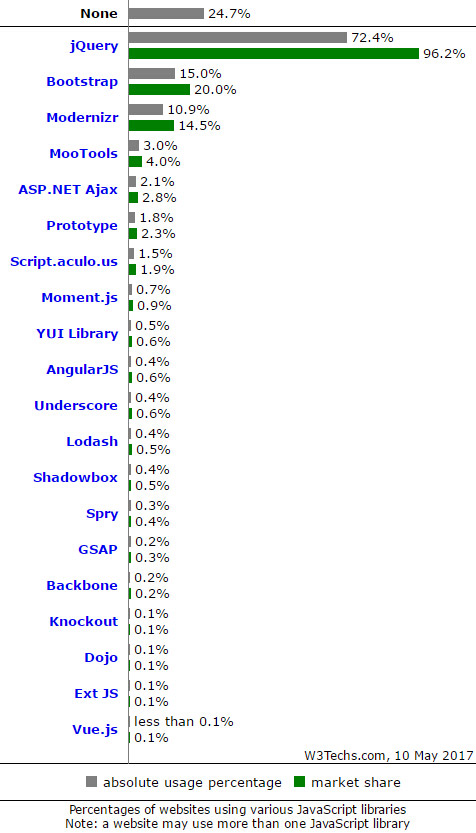 None 24.7%
jQuery 72.4%
96.2%
Bootstrap 15.0%
20.0%
Modernizr 10.9%
14.5%
MooTools 3.0%
4.0%
ASP.NET Ajax 2.1%
2.8%
Prototype 1.8%
2.3%
Script.aculo.us 1.5%
1.9%
Moment.js 0.7%
0.9%
YUI Library 0.5%
0.6%
AngularJS 0.4%
0.6%
Underscore 0.4%
0.6%
Lodash 0.4%
0.5%
Shadowbox 0.4%
0.5%
Spry 0.3%
0.4%
GSAP 0.2%
0.3%
Backbone 0.2%
0.2%
Knockout 0.1%
0.1%
Dojo 0.1%
0.1%
Ext JS 0.1%
0.1%
Vue.js less than 0.1%
0.1%
W3Techs.com, 10 May 2017
absolute usage percentage market share
Percentages of websites using various JavaScript libraries
Note: a website may use more than one JavaScript library